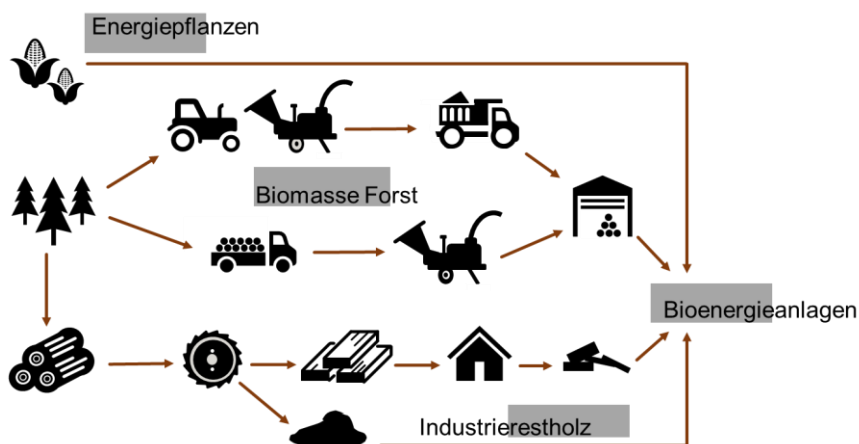 Energiepflanzen
Biomasse Forst
Bioenergieanlagen
Industrierestholz